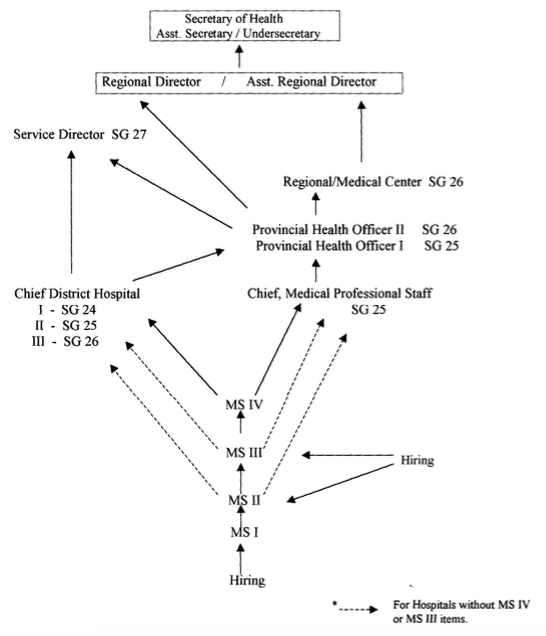 Secretary of Health
Asst. Secretary / Undersecretary
Regional Director / Asst. Regional Director
Service Director SG 27
Regional/Medical Center SG 26
Provincial Health Officer II SG 26
Provincial Health Officer I SG 25
Chief District Hospital
I - SG 24
II - SG 25
III - SG 26
Chief, Medical Professional Staff
SG 25
MS IV
MS III
Hiring
MS II
MS I
Hiring
* For Hospitals without MS IV
or MS III items.